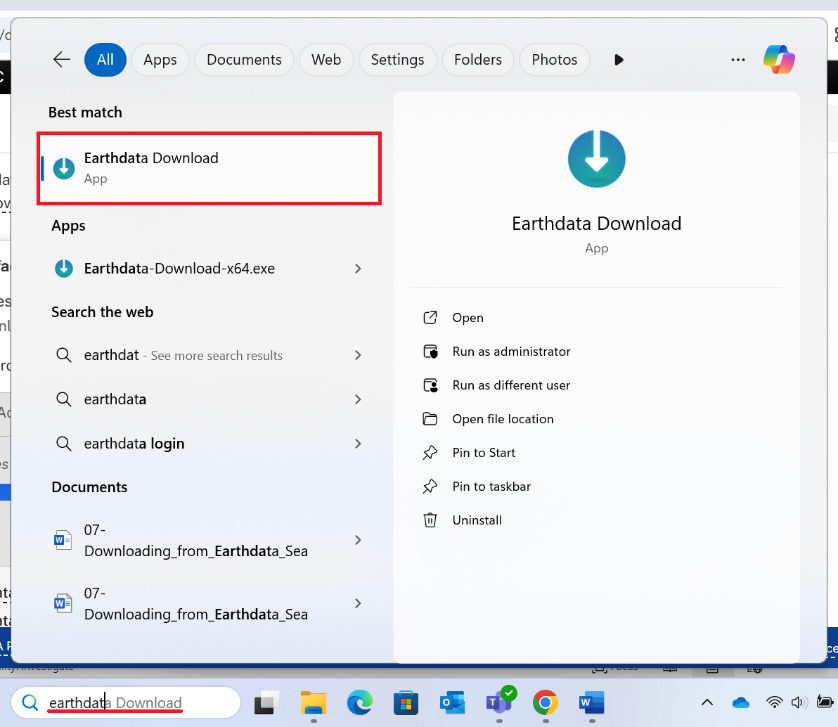 All Apps Documents Web Settings Folders Photos
Best match
Earthdata Download
App
Earthdata Download
App
Apps
Earthdata-Download-x64.exe
Search the web
earthdat - See more search results
earthdata
earthdata login
Documents
07-
Downloading_from_Earthdata_Sea
07-
Downloading_from_Earthdata_Sea
Open
Run as administrator
Run as different user
Open file location
Pin to Start
Pin to taskbar
Uninstall
earthdata Download